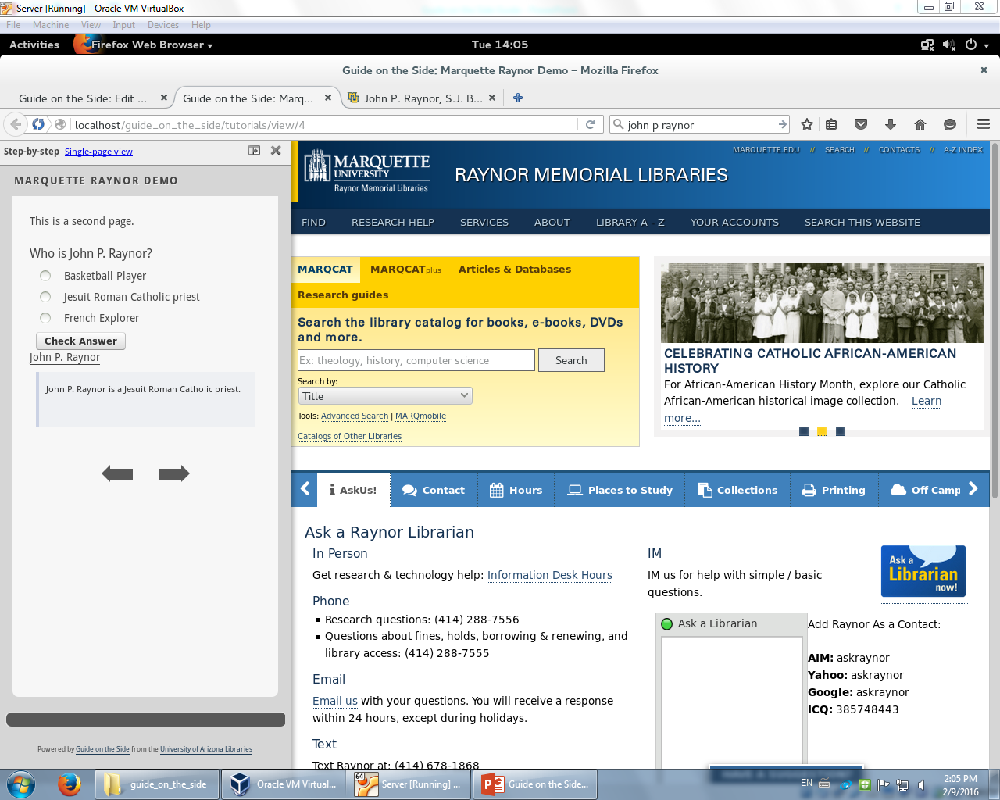 Server [Running] - Oracle VM VirtualBox
File Machine View Input Devices Help
Activities Firefox Web Browser Tue 14:05
Guide on the Side: Marquette Raynor Demo – Mozilla Firefox
Guide on the Side: Edit ... Guide on the Side: Marq... John P. Raynor, S.J. B...
localhost/guide_on_the_side/tutorials/view/4 john p raynor
Step-by-step Single-page view
MARQUETTE RAYNOR DEMO
This is a second page.
Who is John P. Raynor?
Basketball Player
Jesuit Roman Catholic priest
French Explorer
Check Answer
John P. Raynor
John P. Raynor is a Jesuit Roman Catholic priest.
Powered by Guide on the Side from the University of Arizona Libraries
MARQUETTE.EDU // SEARCH // CONTACTS // A-Z INDEX
MARQUETTE
UNIVERSITY
Raynor Memorial Libraries
RAYNOR MEMORIAL LIBRARIES
FIND RESEARCH HELP SERVICES ABOUT LIBRARY A - Z YOUR ACCOUNTS SEARCH THIS WEBSITE
MARQCAT MARQCATplus Articles & Databases
Research guides
Search the library catalog for books, e-books, DVDs
and more.
Ex: theology, history, computer science Search
Search by:
Title
Tools: Advanced Search | MARQmobile
Catalogs of Other Libraries
CELEBRATING CATHOLIC AFRICAN-AMERICAN
HISTORY
For African-American History Month, explore our Catholic
African-American historical image collection. Learn
more...
AskUs! Contact Hours Places to Study Collections Printing Off Camp
Ask a Raynor Librarian
In Person
Get research & technology help: Information Desk Hours
Phone
Research questions: (414) 288-7556
Questions about fines, holds, borrowing & renewing, and
library access: (414) 288-7555
Email
Email us with your questions. You will receive a response
within 24 hours, except during holidays.
Text
Text Raynor at: (414) 678-1868
IM
IM us for help with simple / basic
questions.
Ask a
Librarian
now!
Ask a Librarian
Add Raynor As a Contact:
AIM: askraynor
Yahoo: askraynor
Google: askraynor
ICQ: 385748443
guide_on_the_side Oracle VM Virtual... 64 Server [Running] ... Guide on the Side... EN 2:05 PM
2/9/2016